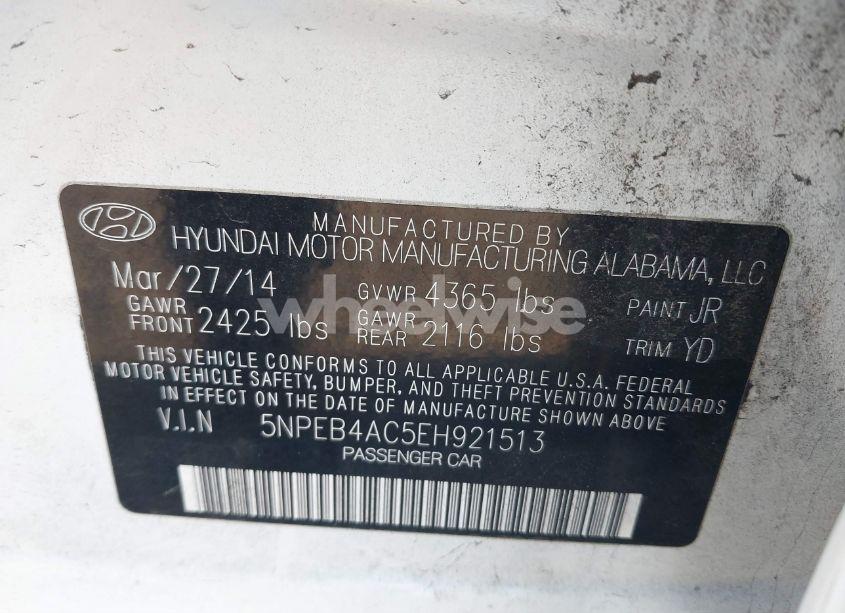 MANUFACTURED BY
HYUNDAI MOTOR MANUFACTURING ALABAMA, LLC
Mar/27/14 GVWR 4365 lbs PAINT JR
GAWR FRONT 2425 lbs GAWR REAR 2116 lbs TRIM YD
THIS VEHICLE CONFORMS TO ALL APPLICABLE U.S.A. FEDERAL
MOTOR VEHICLE SAFETY, BUMPER, AND THEFT PREVENTION STANDARDS
IN EFFECT ON THE DATE OF MANUFACTURE SHOWN ABOVE
V.I.N 5NPEB4AC5EH921513
PASSENGER CAR
wheelwise